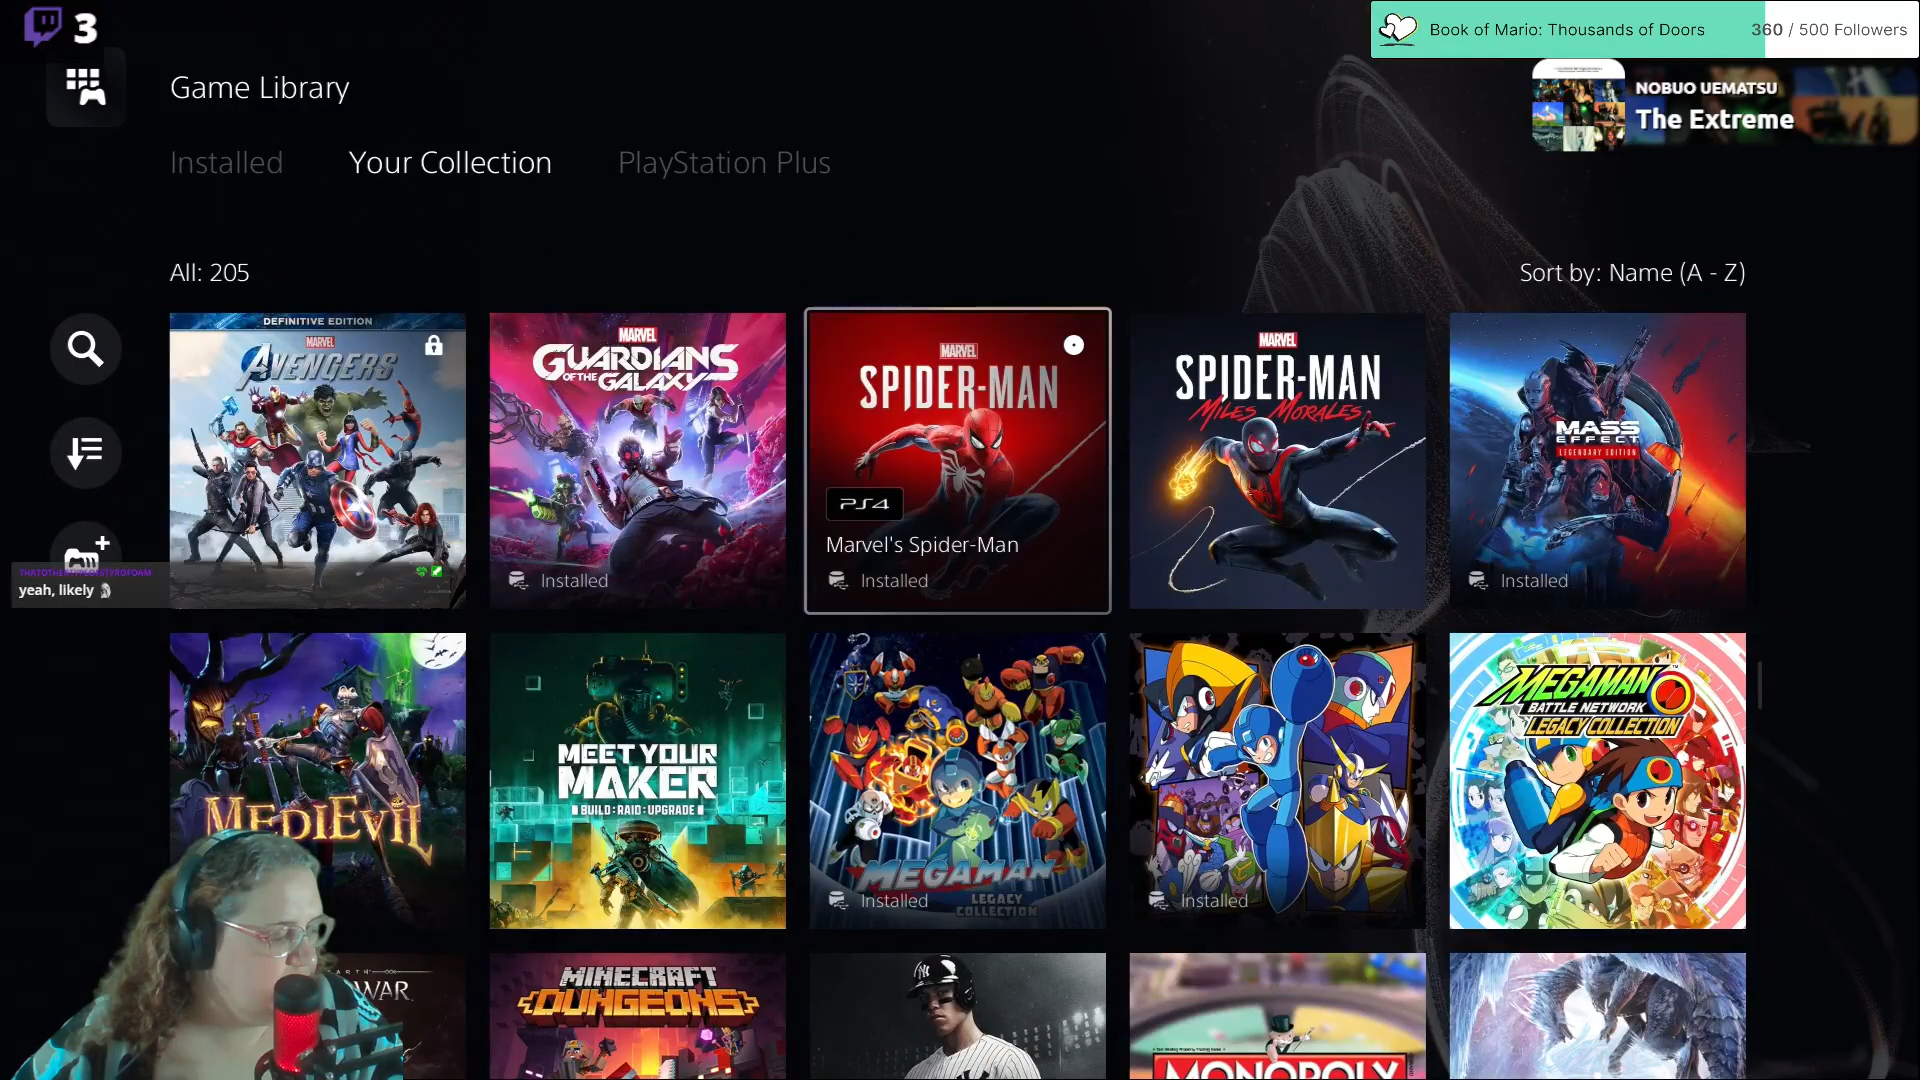 3
Book of Mario: Thousands of Doors
360 / 500 Followers
Game Library
NOBUO UEMATSU
The Extreme
Installed
Your Collection
PlayStation Plus
All: 205
Sort by: Name (A - Z)
DEFINITIVE EDITION
MARVEL
AVENGERS
MARVEL
GUARDIANS
OF THE GALAXY
Installed
MARVEL
SPIDER-MAN
PS4
Marvel's Spider-Man
Installed
MARVEL
SPIDER-MAN
MILES MORALES
MASS
EFFECT
LEGENDARY EDITION
Installed
yeah, likely
MEDIEVIL
MEET YOUR
MAKER
BUILD: RAID: UPGRADE
MEGAMAN
LEGACY
COLLECTION
Installed
Installed
MEGAMAN
BATTLE NETWORK
LEGACY COLLECTION
WAR
MINECRAFT
DUNGEONS
MONOPOLY